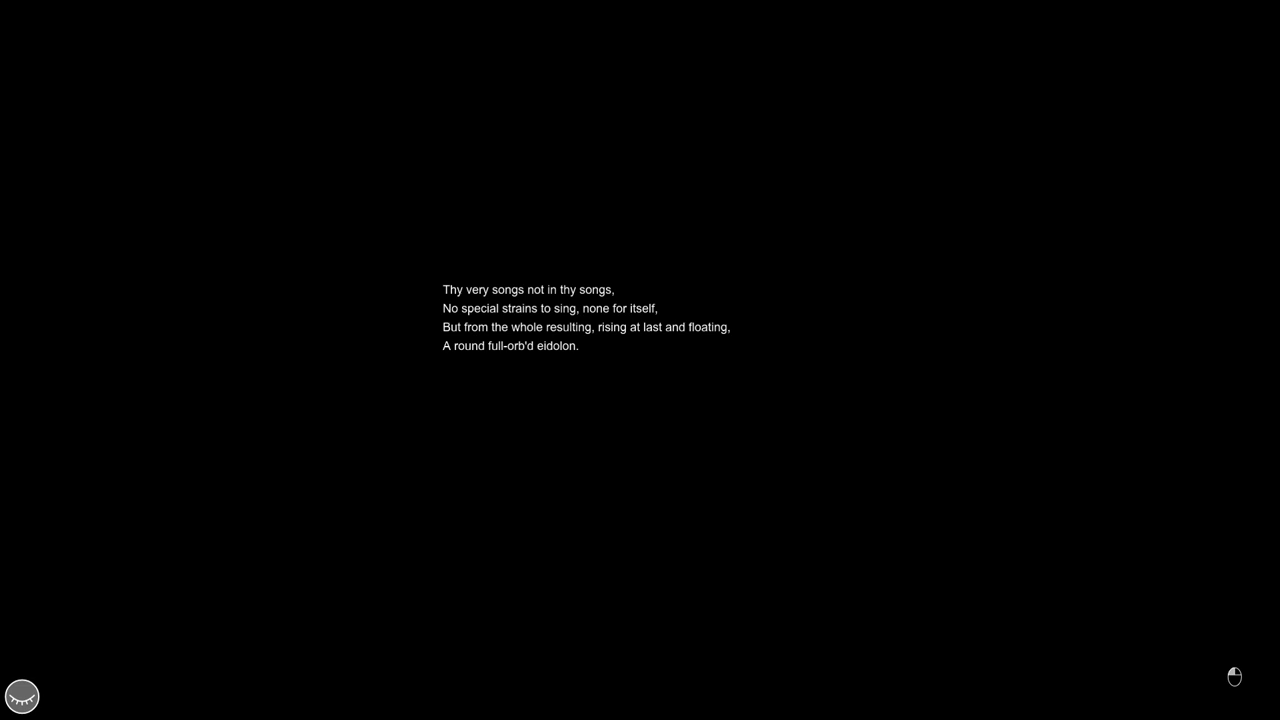 Thy very songs not in thy songs,
No special strains to sing, none for itself,
But from the whole resulting, rising at last and floating,
A round full-orb'd eidolon.